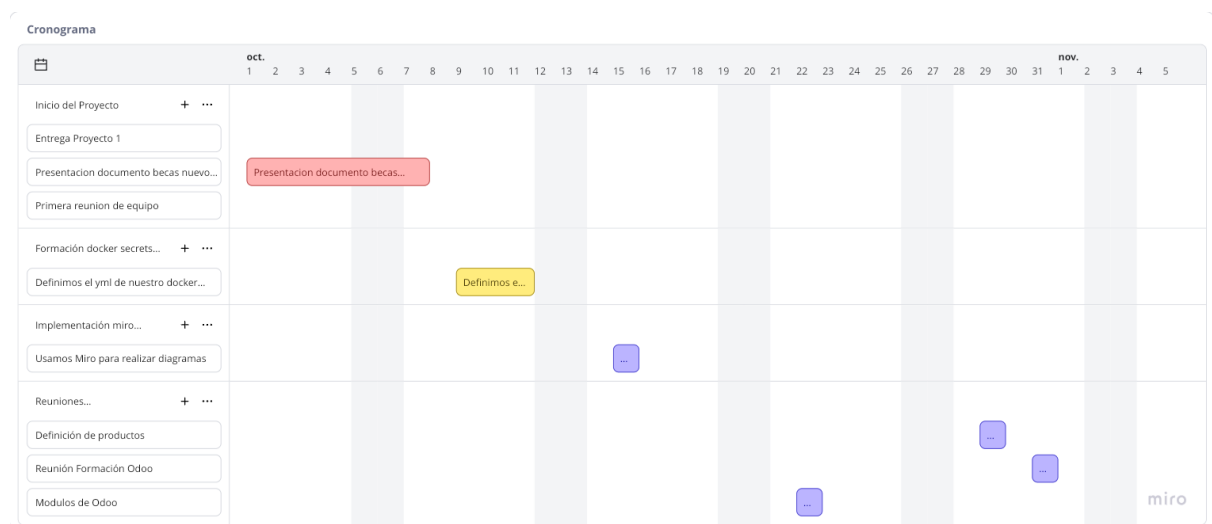 Cronograma
oct. nov.
1 2 3 4 5 6 7 8 9 10 11 12 13 14 15 16 17 18 19 20 21 22 23 24 25 26 27 28 29 30 31 1 2 3 4 5
Inicio del Proyecto + ...
Entrega Proyecto 1
Presentacion documento becas nuevo... Presentacion documento becas...
Primera reunion de equipo
Formación docker secrets... + ...
Definimos el yml de nuestro docker... Definimos e...
Implementación miro... + ...
Usamos Miro para realizar diagramas ...
Reuniones... + ...
Definición de productos ...
Reunión Formación Odoo ...
Modulos de Odoo ...
miro